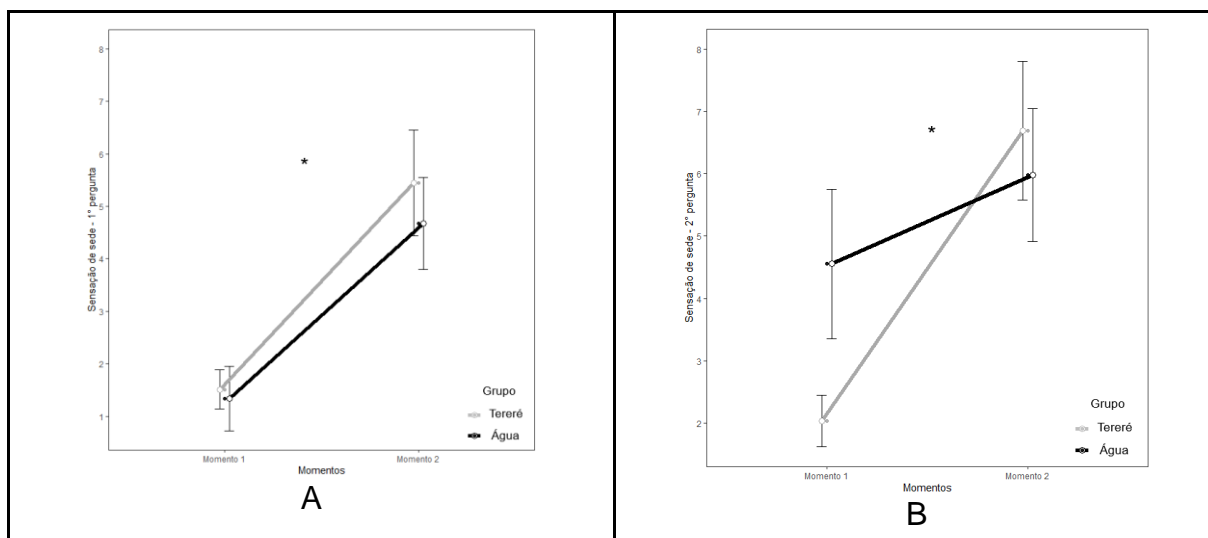 8
7
6
5
4
3
2
1
Sensação de sede - 1° pergunta
*
Grupo
Tereré
Água
Momento 1
Momento 2
Momentos
A
8
7
6
5
4
3
2
Sensação de sede - 2° pergunta
*
Grupo
Tereré
Água
Momento 1
Momento 2
Momentos
B